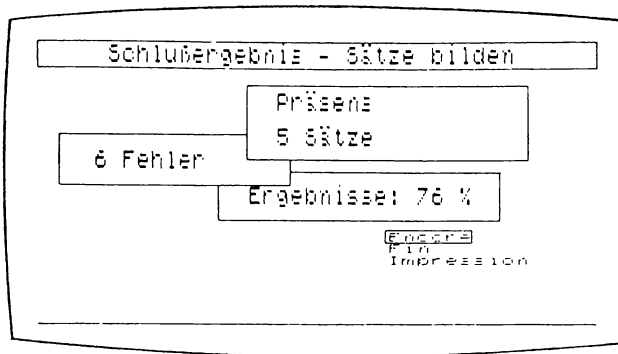 Schlußergebnis - Sätze bilden
Präsens
5 Sätze
6 Fehler
Ergebnisse: 76 %
Encore
Fin
Impression